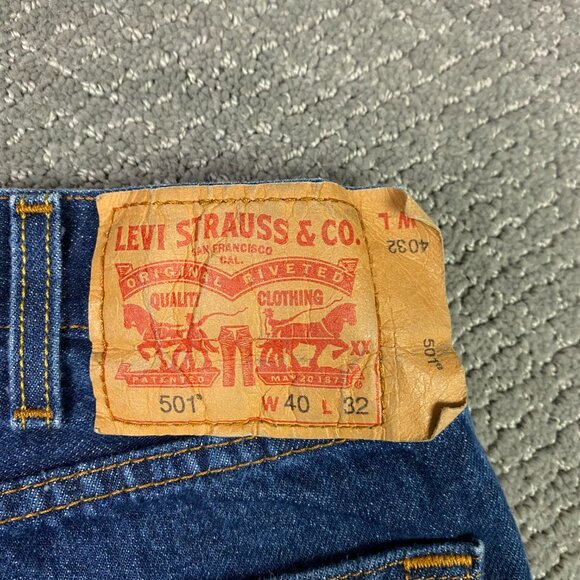 LEVI STRAUSS & CO.
SAN FRANCISCO
CAL.
ORIGINAL RIVETED
QUALITY CLOTHING
XX
PATENTED MAY 20 1873
®
501® W 40 L 32
W L
4032
501®